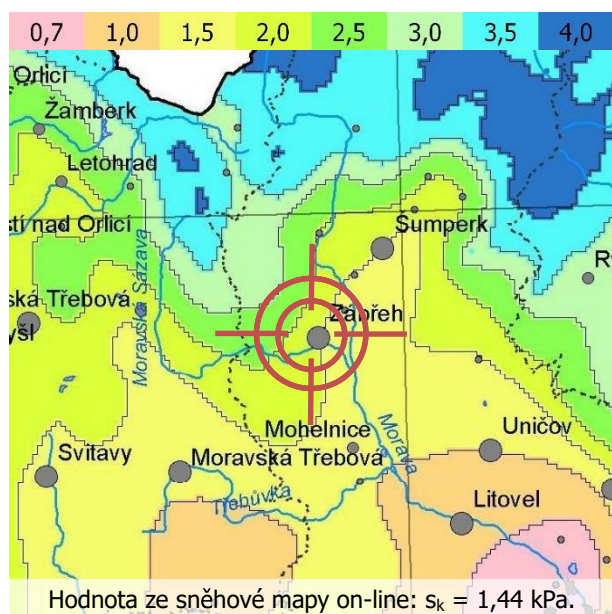 0,7 1,0 1,5 2,0 2,5 3,5 4,0
Orlicí
Žamberk
Letohrad
stí nad Orlicí
Šumperk
R
Moravská Sázava
ská Třebová
Zábřeh
yšl
Mohelnice
Morava
Uničov
Svitavy
Moravská Třebová
Třebůvka
Litovel
Hodnota ze sněhové mapy on-line: sk = 1,44 kPa.